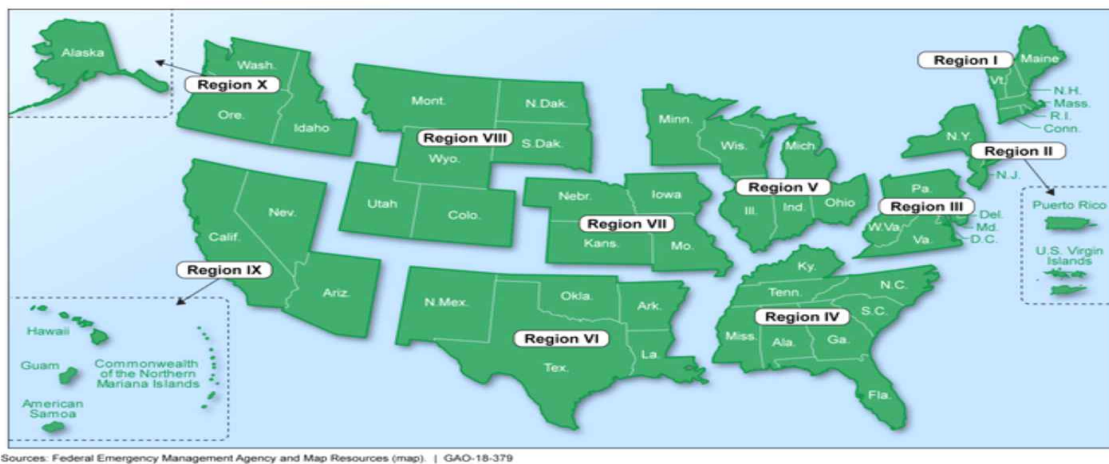 Alaska
Wash.
Region X
Ore.
Idaho
Mont.
N.Dak.
Region VIII
S.Dak.
Wyo.
Utah
Colo.
Minn.
Wis.
Mich.
Region V
Ill.
Ind.
Ohio
Nebr.
Iowa
Region VII
Kans.
Mo.
Region I
Maine
Vt.
N.H.
Mass.
R.I.
Conn.
N.Y.
Region II
N.J.
Puerto Rico
U.S. Virgin
Islands
Pa.
Region III
W.Va.
Va.
Del.
Md.
D.C.
Nev.
Calif.
Region IX
Ariz.
Hawaii
Guam
Commonwealth
of the Northern
Mariana Islands
American
Samoa
N.Mex.
Okla.
Ark.
Region VI
Tex.
La.
Ky.
Tenn.
N.C.
Region IV
S.C.
Miss.
Ala.
Ga.
Fla.
Sources: Federal Emergency Management Agency and Map Resources (map). | GAO-18-379